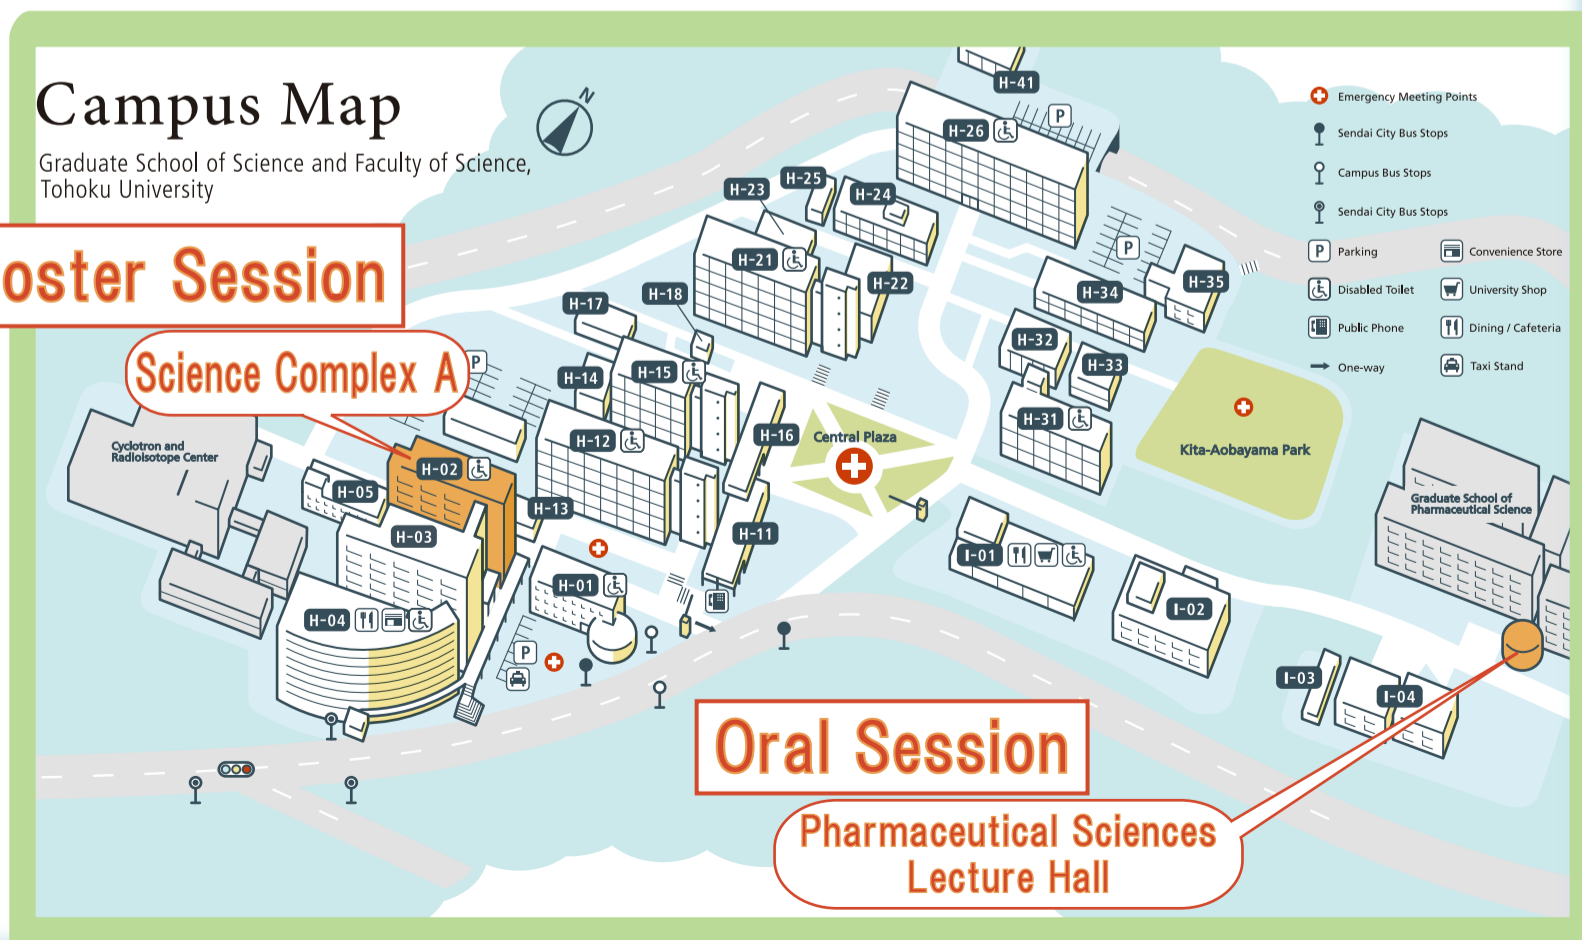 Campus Map
Graduate School of Science and Faculty of Science,
Tohoku University
N
oster Session
Science Complex A
H-41
P
H-26
H-25
H-24
H-23
H-21
H-22
P
H-35
H-34
H-18
H-17
H-32
H-33
P
H-15
H-14
H-31
H-12
H-16
Central Plaza
Kita-Aobayama Park
Cyclotron and
Radioisotope Center
H-02
H-05
H-13
H-03
H-11
H-01
H-04
P
I-01
I-02
I-03
I-04
Graduate School of
Pharmaceutical Science
Emergency Meeting Points
Sendai City Bus Stops
Campus Bus Stops
Sendai City Bus Stops
P Parking
Convenience Store
Disabled Toilet
University Shop
Public Phone
Dining / Cafeteria
One-way
Taxi Stand
Oral Session
Pharmaceutical Sciences
Lecture Hall